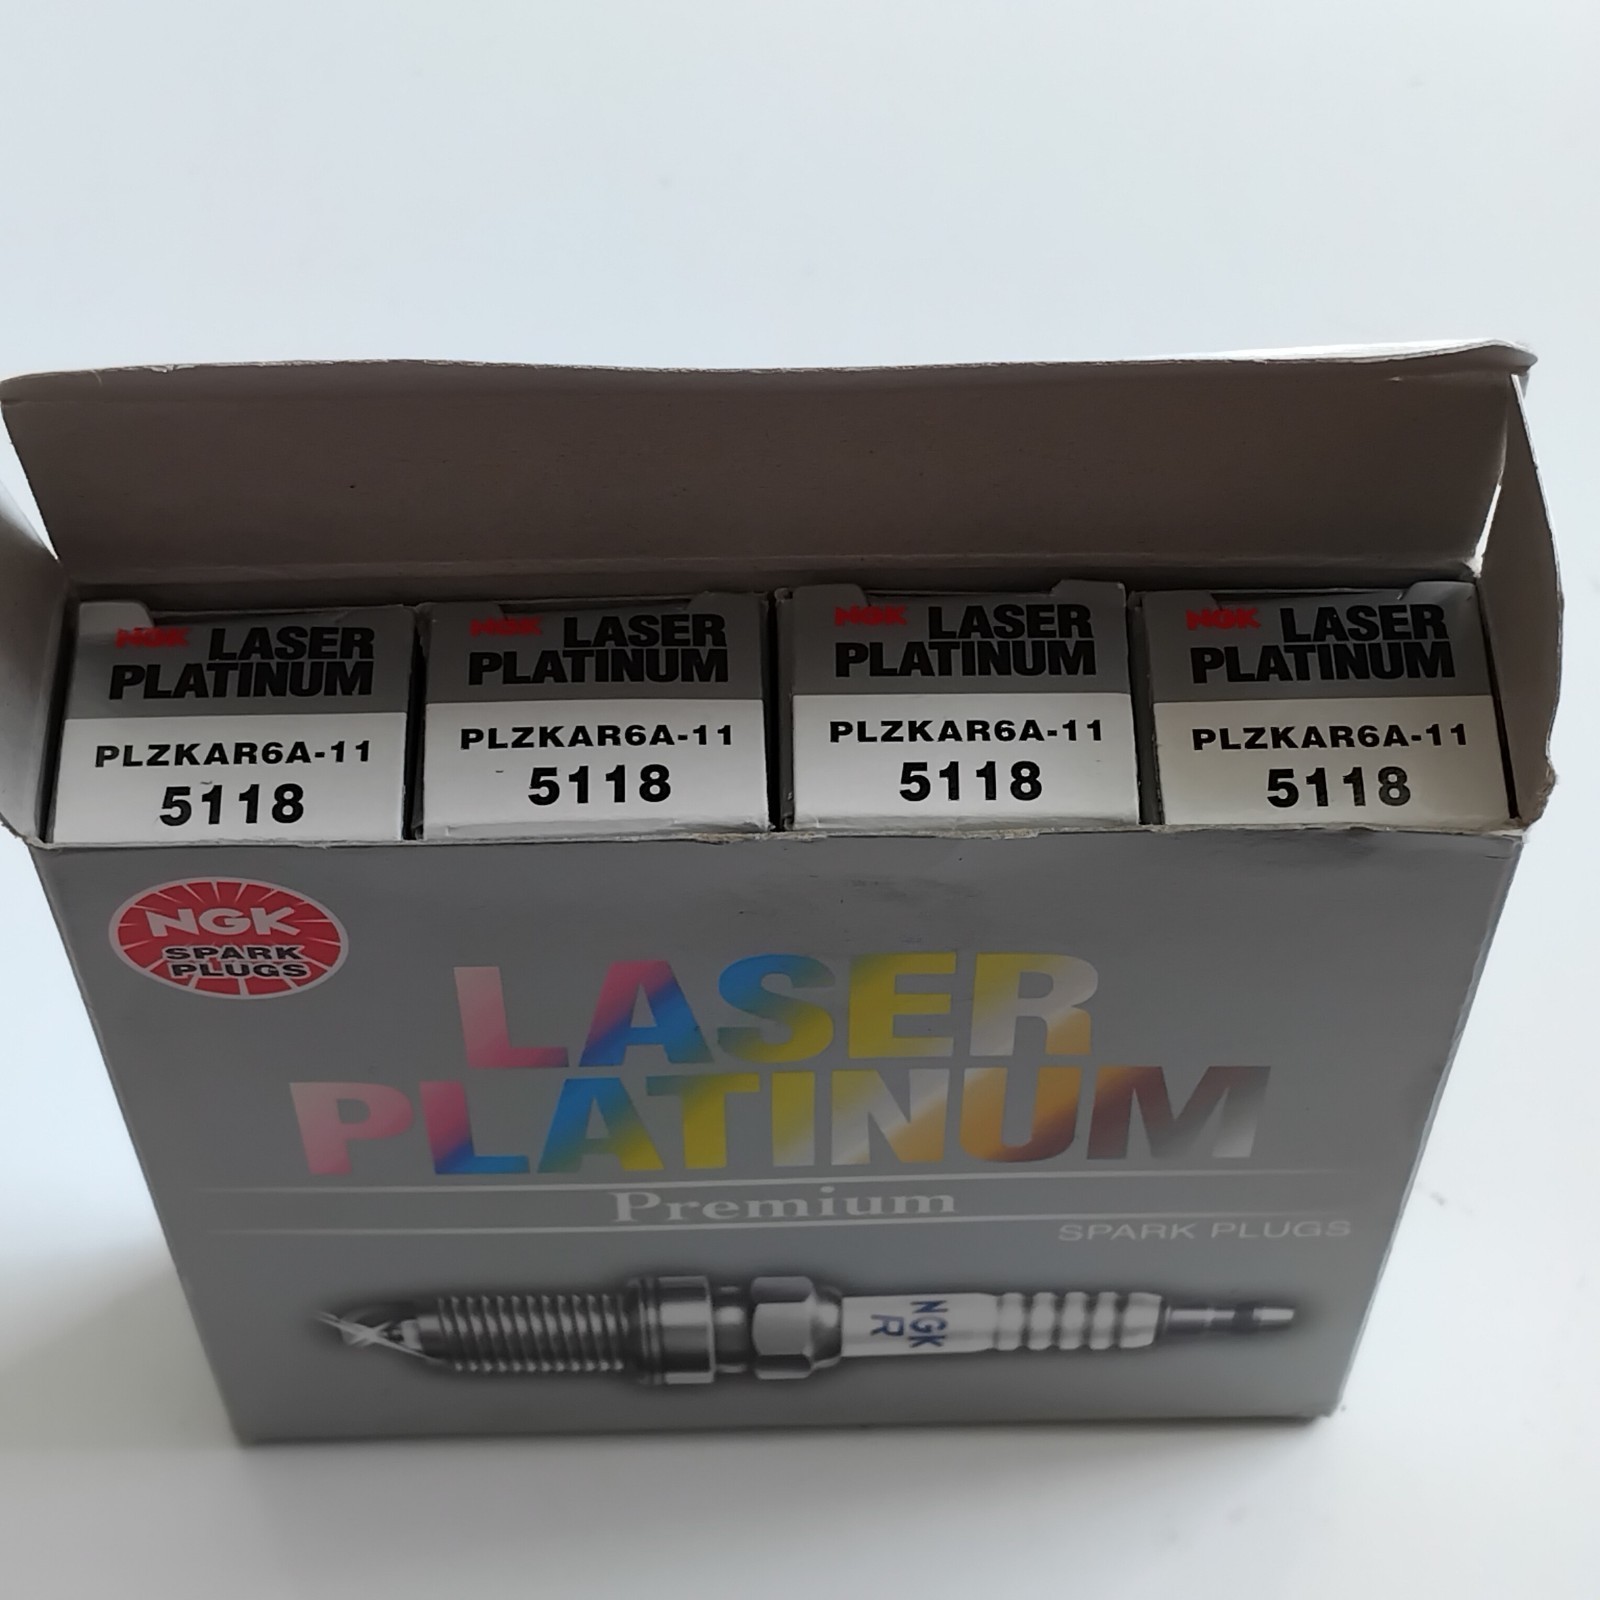 NGK LASER
PLATINUM
PLZKAR6A-11
5118
NGK LASER
PLATINUM
PLZKAR6A-11
5118
NGK LASER
PLATINUM
PLZKAR6A-11
5118
NGK LASER
PLATINUM
PLZKAR6A-11
5118
NGK
SPARK
PLUGS
LASER
PLATINUM
Premium
SPARK PLUGS
NGK
R